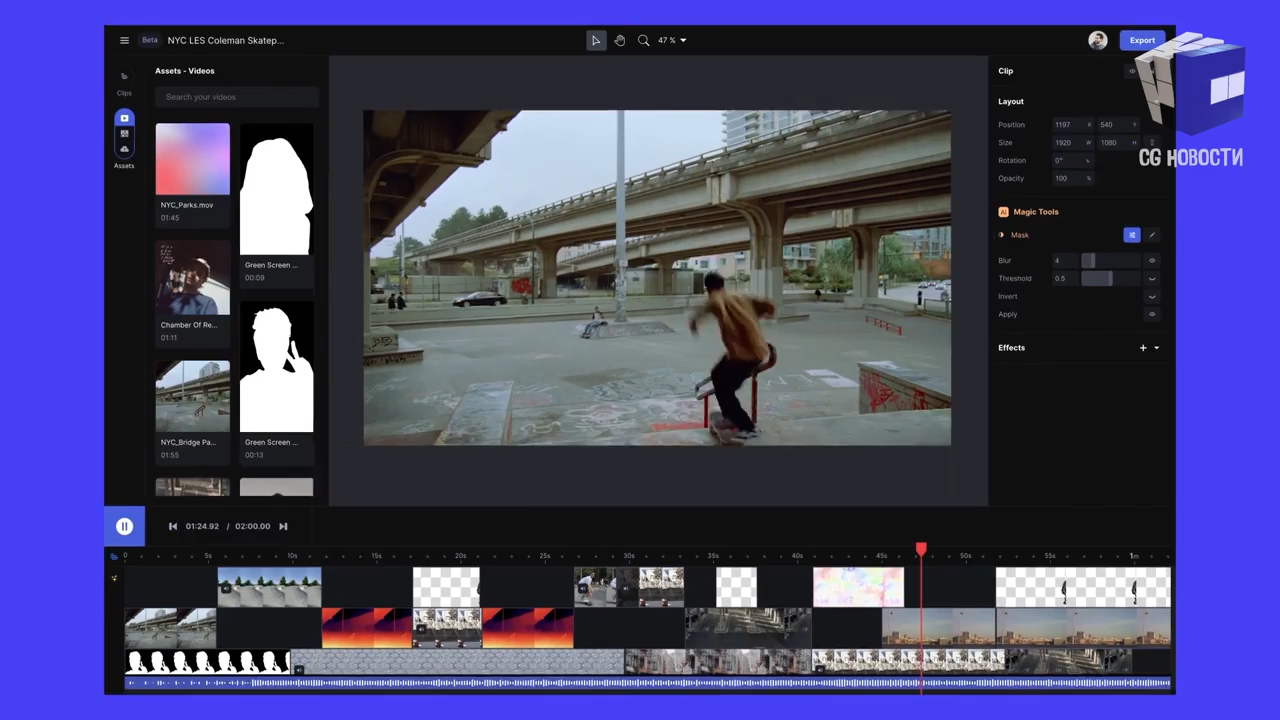 Beta NYC LES Coleman Skatep...
47 %
Export
Clips
Assets
Assets - Videos
Search your videos
NYC_Parks.mov
01:45
Green Screen ...
00:09
Chamber Of Re...
01:11
NYC_Bridge Pa...
01:55
Green Screen ...
00:13
Clip
Layout
Position 1197 X 540 Y
Size 1920 W 1080 H
Rotation 0°
Opacity 100 %
AI Magic Tools
Mask
Blur 4
Threshold 0.5
Invert
Apply
Effects
CG НОВОСТИ
01:24.92 / 02:00.00
0 5s 10s 15s 20s 25s 30s 35s 40s 45s 50s 55s 1m